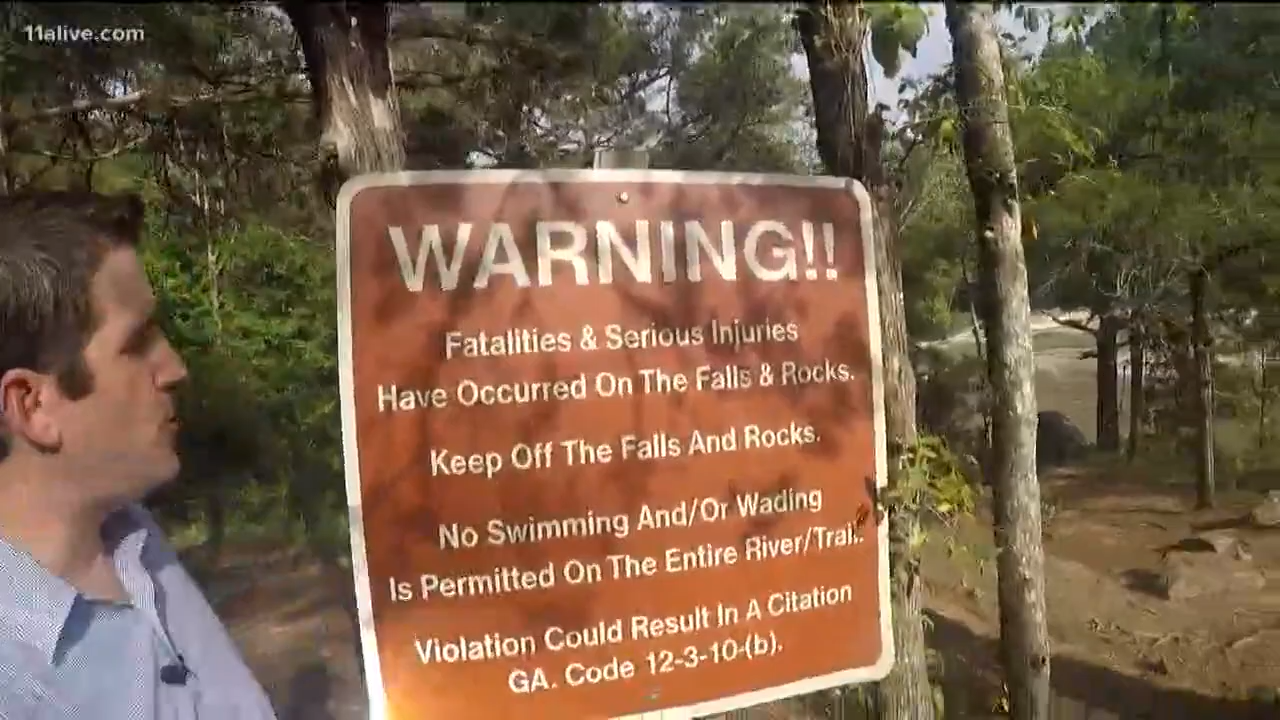 11alive.com
WARNING!!
Fatalities & Serious Injuries
Have Occurred On The Falls & Rocks.
Keep Off The Falls And Rocks.
No Swimming And/Or Wading
Is Permitted On The Entire River/Trail.
Violation Could Result In A Citation
GA. Code 12-3-10-(b).